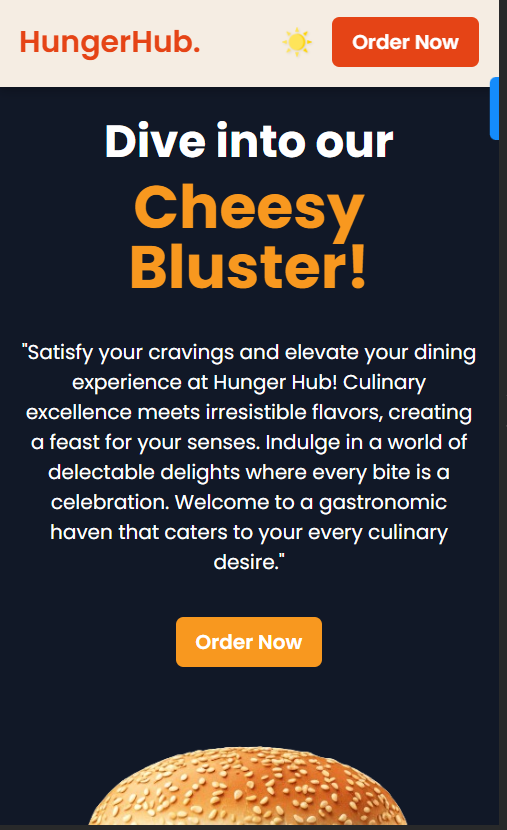 HungerHub.
Order Now
Dive into our
Cheesy
Bluster!
"Satisfy your cravings and elevate your dining
experience at Hunger Hub! Culinary
excellence meets irresistible flavors, creating
a feast for your senses. Indulge in a world of
delectable delights where every bite is a
celebration. Welcome to a gastronomic
haven that caters to your every culinary
desire."
Order Now